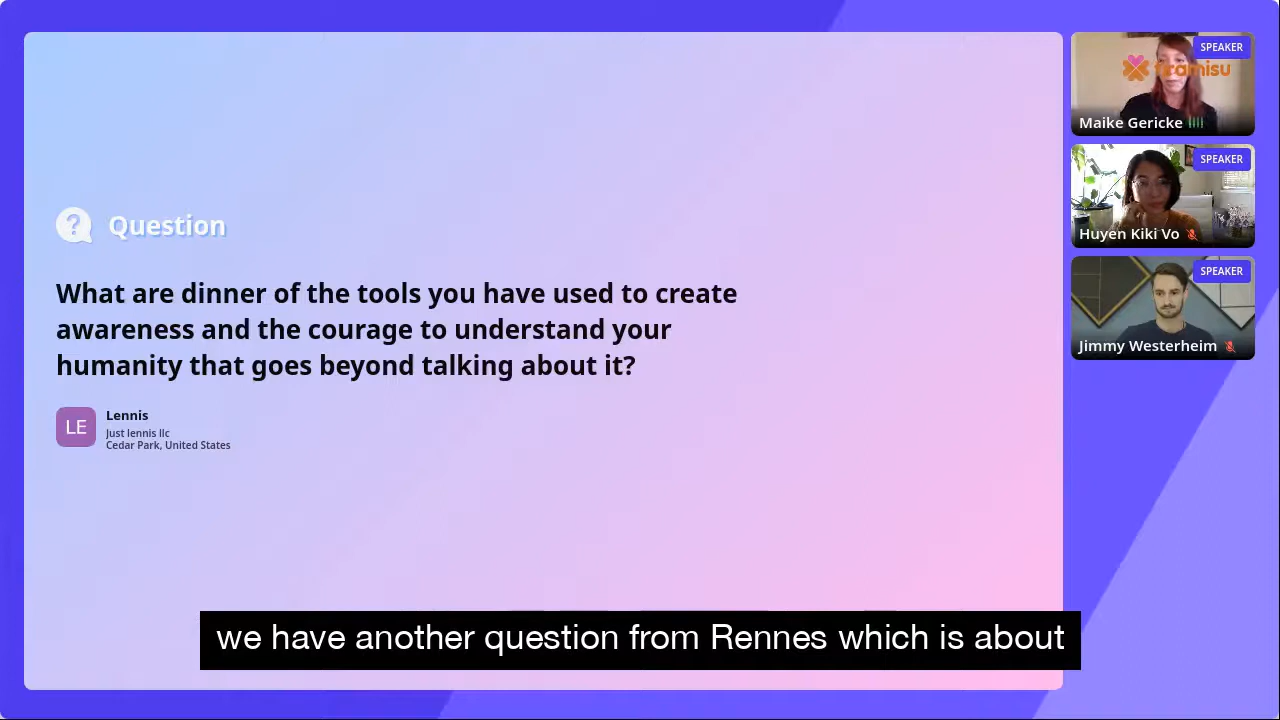 Question
What are dinner of the tools you have used to create
awareness and the courage to understand your
humanity that goes beyond talking about it?
LE
Lennis
Just lennis llc
Cedar Park, United States
SPEAKER
tiramisu
Maike Gericke
SPEAKER
Huyen Kiki Vo
SPEAKER
Jimmy Westerheim
we have another question from Rennes which is about